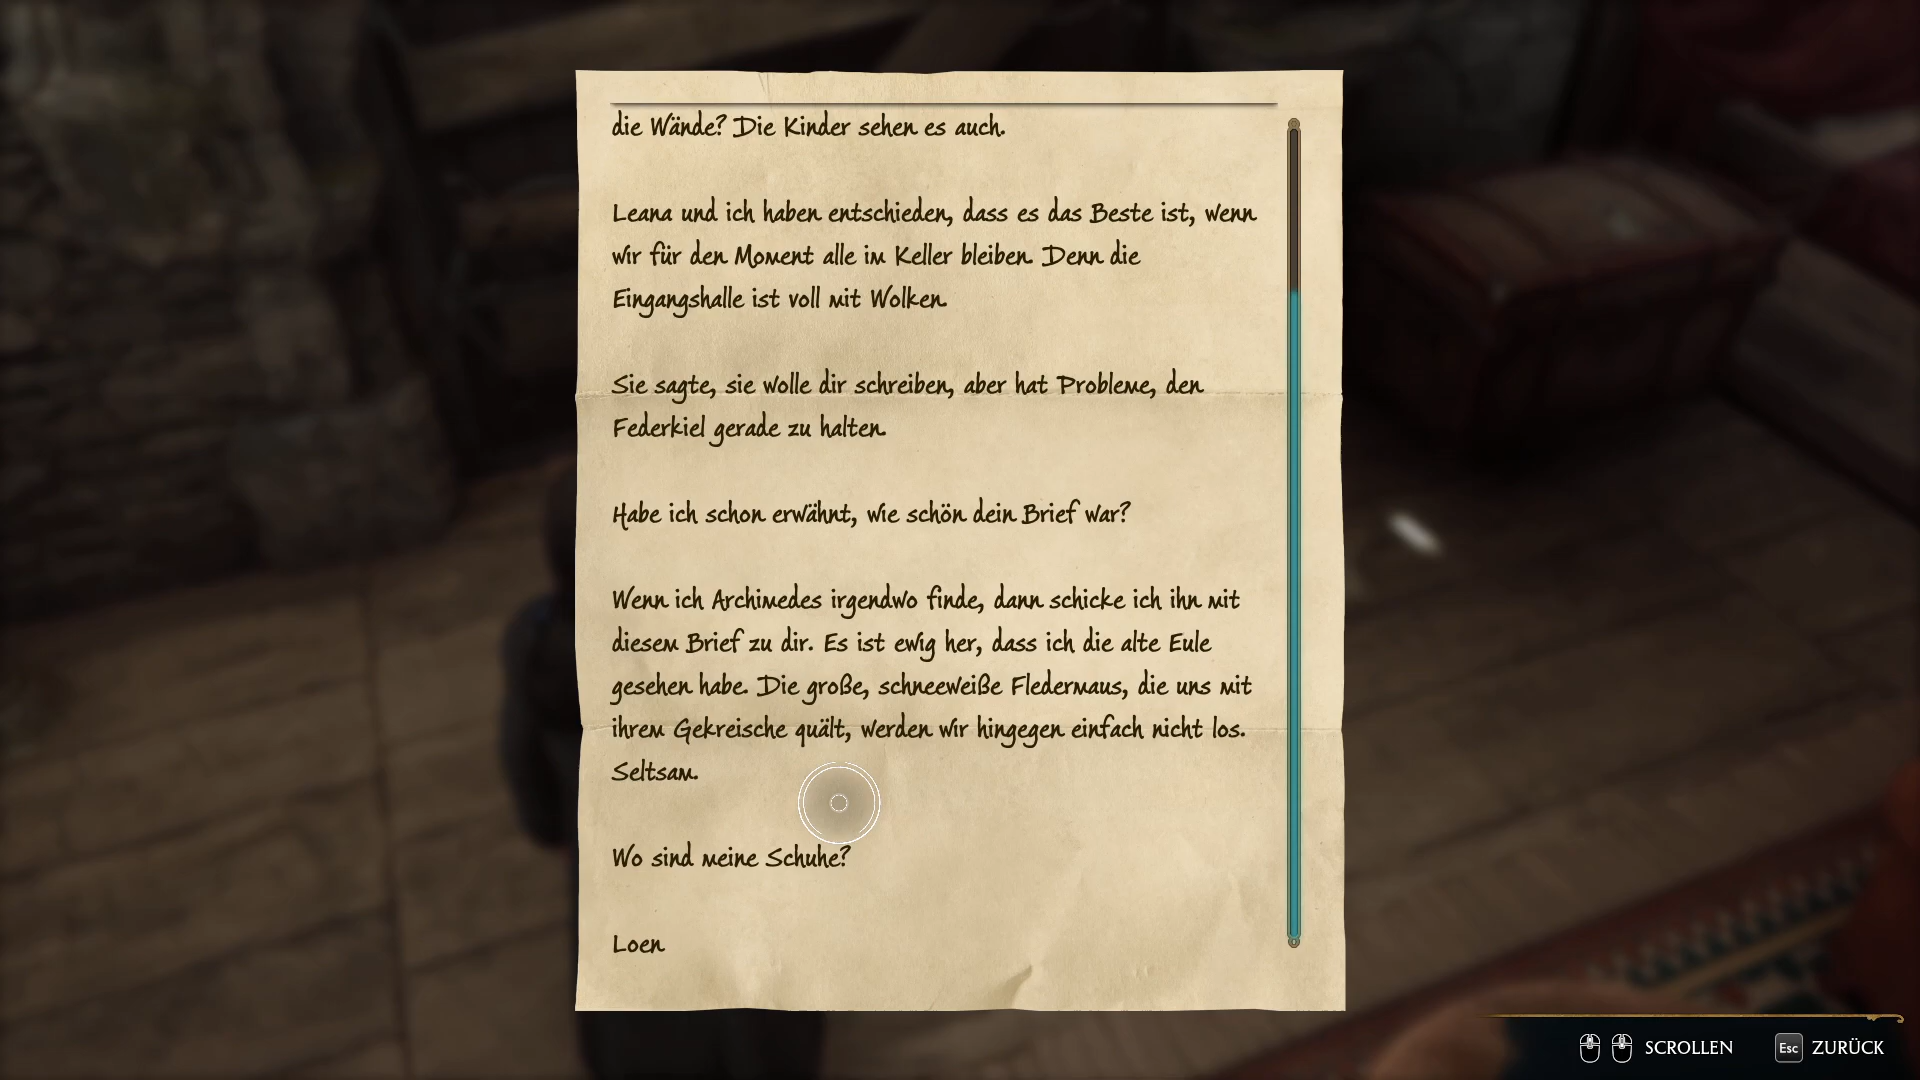 die Wände? Die Kinder sehen es auch.
Leana und ich haben entschieden, dass es das Beste ist, wenn
wir für den Moment alle im Keller bleiben. Denn die
Eingangshalle ist voll mit Wolken.
Sie sagte, sie wolle dir schreiben, aber hat Probleme, den
Federkiel gerade zu halten.
Habe ich schon erwähnt, wie schön dein Brief war?
Wenn ich Archimedes irgendwo finde, dann schicke ich ihn mit
diesem Brief zu dir. Es ist ewig her, dass ich die alte Eule
gesehen habe. Die große, schneeweiße Fledermaus, die uns mit
ihrem Gekreische quält, werden wir hingegen einfach nicht los.
Seltsam.
Wo sind meine Schuhe?
Loen
SCROLLEN
Esc ZURÜCK